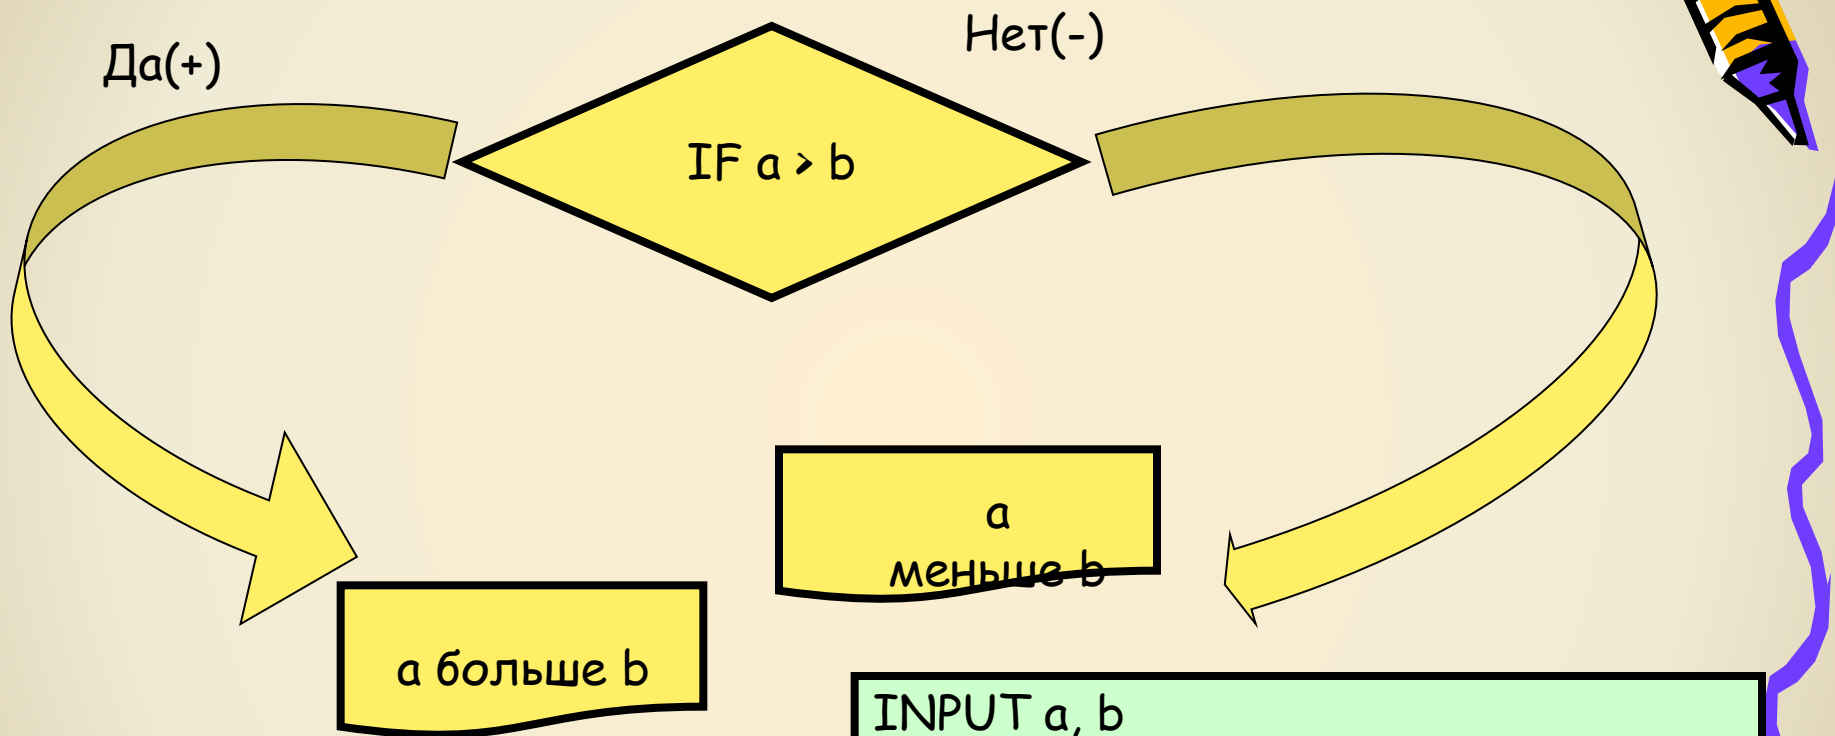 Да(+)
Нет(-)
IF a > b
a
меньше b
а больше b
INPUT a, b